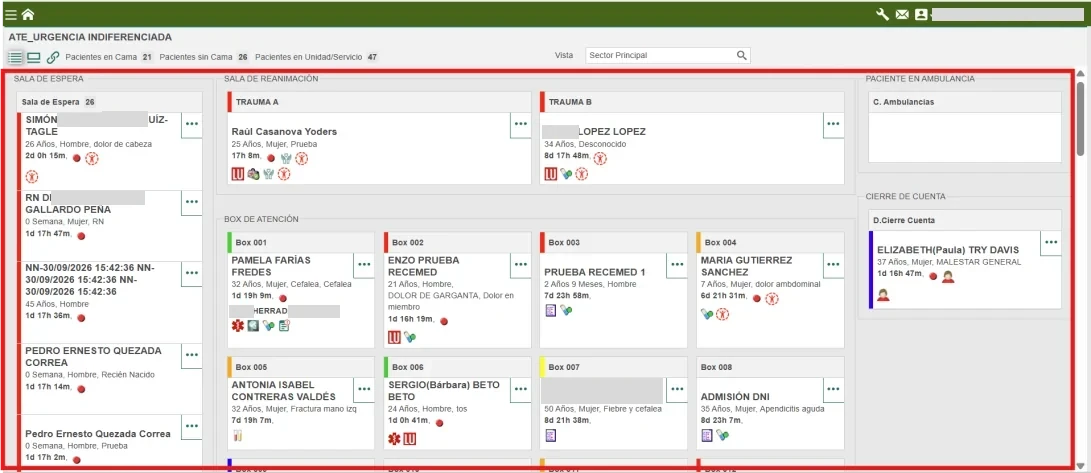 ATE_URGENCIA INDIFERENCIADA
Pacientes en Cama 21 Pacientes sin Cama 26 Pacientes en Unidad/Servicio 47
Vista Sector Principal
SALA DE ESPERA
Sala de Espera 26
SIMÓN UÍZ-
TAGLE
26 Años, Hombre, dolor de cabeza
2d 0h 15m,
RN D
GALLARDO PEÑA
0 Semana, Mujer, RN
1d 17h 47m,
NN-30/09/2026 15:42:36 NN-
30/09/2026 15:42:36 NN-
30/09/2026 15:42:36
45 Años, Hombre
1d 17h 36m,
PEDRO ERNESTO QUEZADA
CORREA
0 Semana, Hombre, Recién Nacido
1d 17h 14m,
Pedro Ernesto Quezada Correa
0 Semana, Hombre, Prueba
1d 17h 2m,
SALA DE REANIMACIÓN
TRAUMA A
Raúl Casanova Yoders
25 Años, Mujer, Prueba
17h 8m,
TRAUMA B
LOPEZ LOPEZ
34 Años, Desconocido
8d 17h 48m,
BOX DE ATENCIÓN
Box 001
PAMELA FARÍAS
FREDES
32 Años, Mujer, Cefalea, Cefalea
1d 19h 9m,
HERRAD
Box 002
ENZO PRUEBA
RECEMED
21 Años, Hombre,
DOLOR DE GARGANTA, Dolor en
miembro
1d 16h 19m,
Box 003
PRUEBA RECEMED 1
2 Años 9 Meses, Hombre
7d 23h 58m,
Box 004
MARIA GUTIERREZ
SANCHEZ
7 Años, Mujer, dolor ambdominal
6d 21h 31m,
Box 005
ANTONIA ISABEL
CONTRERAS VALDÉS
32 Años, Mujer, Fractura mano izq
7d 19h 7m,
Box 006
SERGIO(Bárbara) BETO
BETO
24 Años, Hombre, tos
1d 0h 41m,
Box 007
50 Años, Mujer, Fiebre y cefalea
8d 21h 38m,
Box 008
ADMISIÓN DNI
35 Años, Mujer, Apendicitis aguda
8d 23h 7m,
PACIENTE EN AMBULANCIA
C. Ambulancias
CIERRE DE CUENTA
D.Cierre Cuenta
ELIZABETH(Paula) TRY DAVIS
37 Años, Mujer, MALESTAR GENERAL
1d 16h 47m,